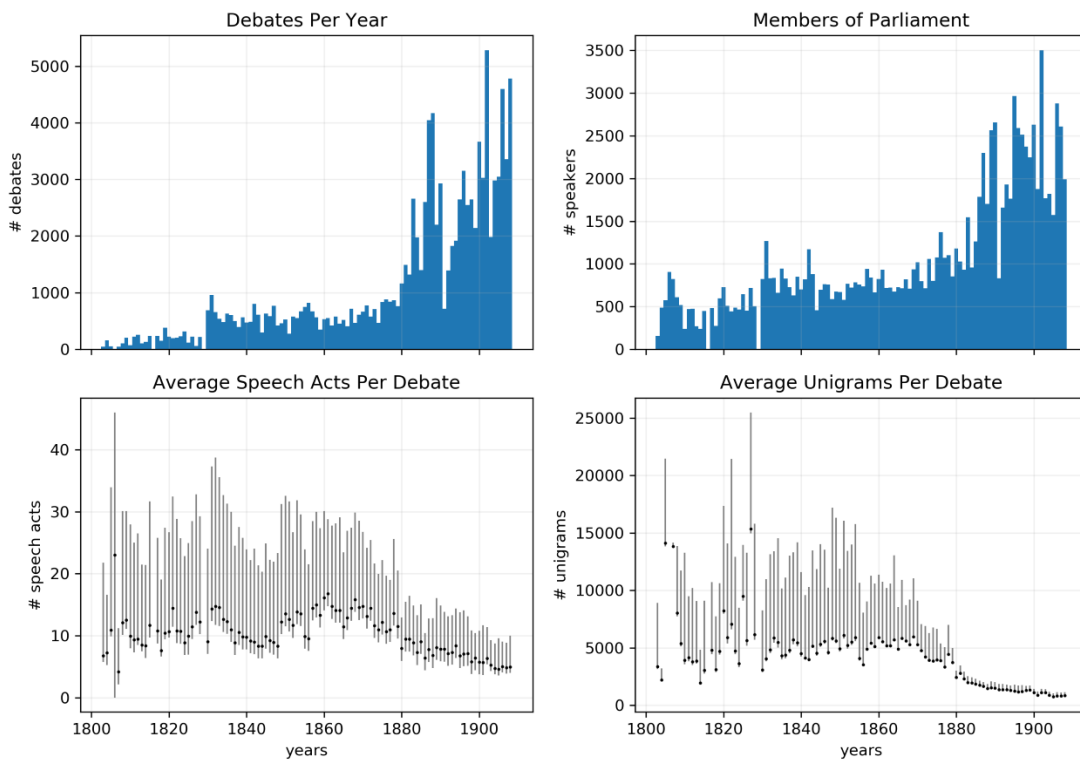 Debates Per Year
# debates
5000
4000
3000
2000
1000
0
Members of Parliament
# speakers
3500
3000
2500
2000
1500
1000
500
0
Average Speech Acts Per Debate
# speech acts
40
30
20
10
0
1800 1820 1840 1860 1880 1900
years
Average Unigrams Per Debate
# unigrams
25000
20000
15000
10000
5000
0
1800 1820 1840 1860 1880 1900
years